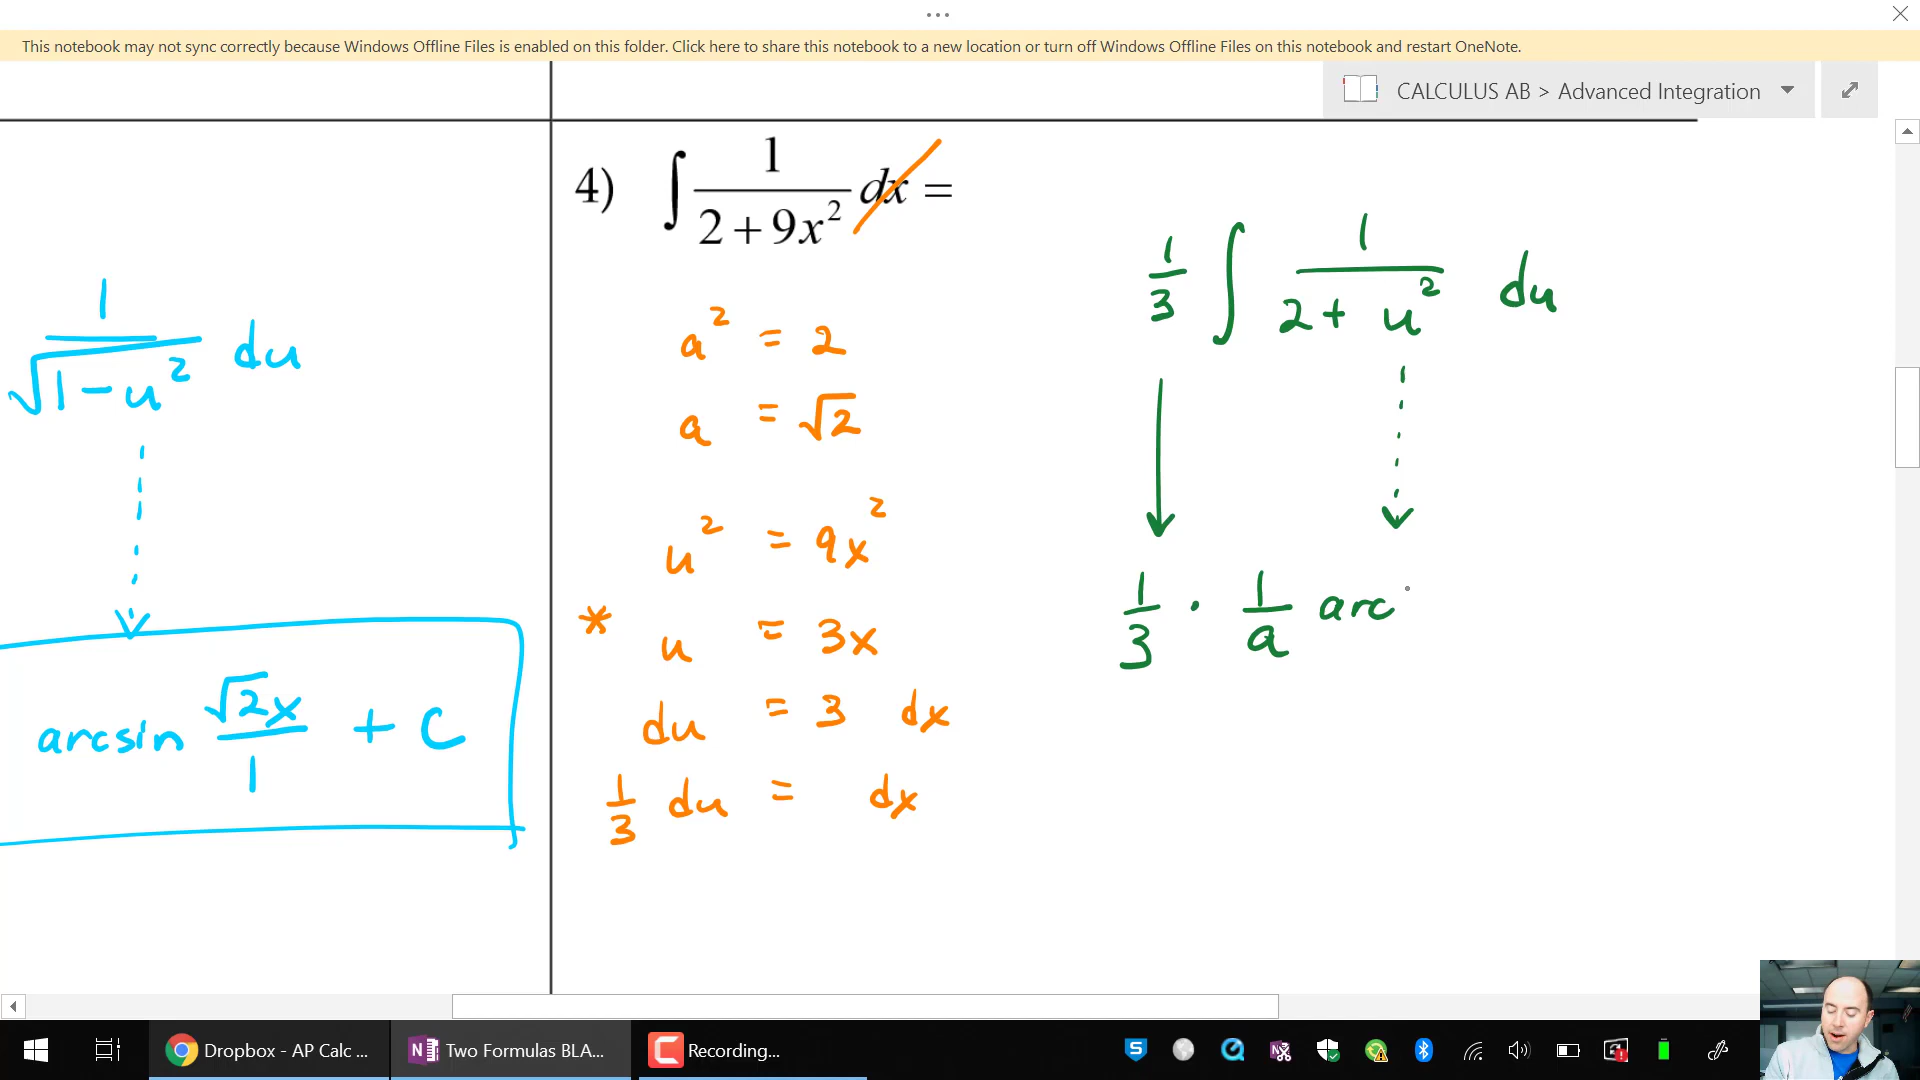 This notebook may not sync correctly because Windows Offline Files is enabled on this folder. Click here to share this notebook to a new location or turn off Windows Offline Files on this notebook and restart OneNote.
CALCULUS AB > Advanced Integration
4) ∫ 1/(2+9x²) dx =
1/√(1-u²) du
arcsin √2x/1 + C
a² = 2
a = √2
u² = 9x²
* u = 3x
du = 3 dx
1/3 du = dx
1/3 ∫ 1/(2+u²) du
1/3 · 1/a arc
Dropbox - AP Calc ...
Two Formulas BLA...
Recording...